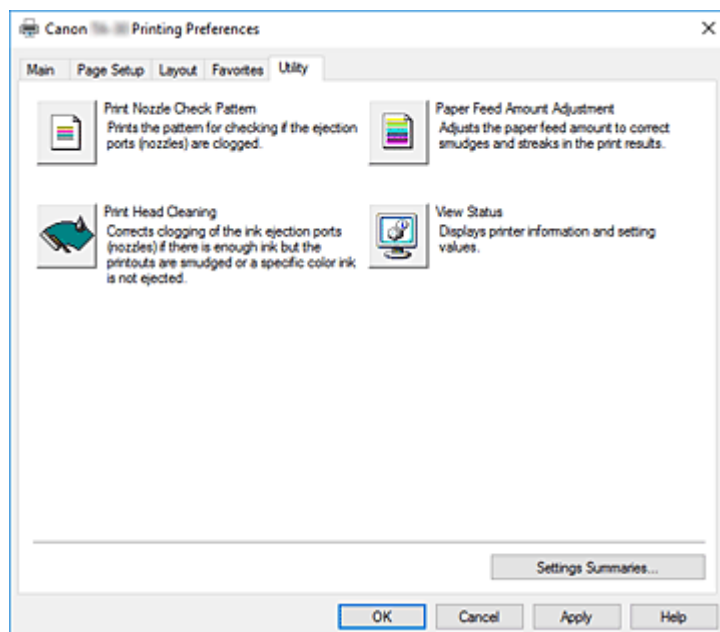 Canon Printing Preferences
Main Page Setup Layout Favorites Utility
Print Nozzle Check Pattern
Prints the pattern for checking if the ejection
ports (nozzles) are clogged.
Paper Feed Amount Adjustment
Adjusts the paper feed amount to correct
smudges and streaks in the print results.
Print Head Cleaning
Corrects clogging of the ink ejection ports
(nozzles) if there is enough ink but the
printouts are smudged or a specific color ink
is not ejected.
View Status
Displays printer information and setting
values.
Settings Summaries...
OK Cancel Apply Help